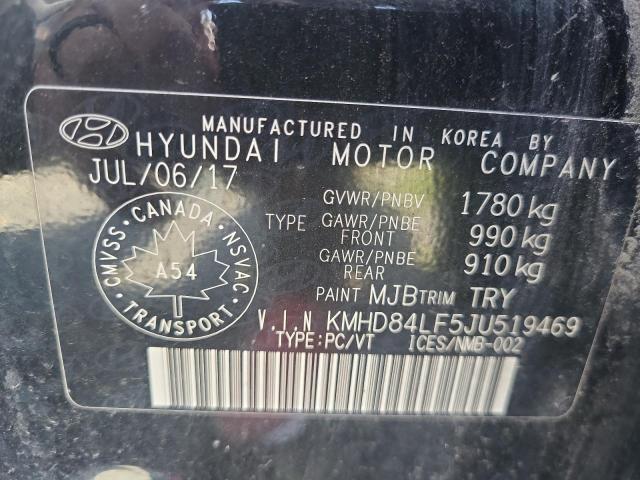 MANUFACTURED IN KOREA BY
HYUNDAI MOTOR COMPANY
JUL/06/17
CANADA
CMVSS NSVAC
A54
TRANSPORT
GVWR/PNBV 1780 kg
TYPE GAWR/PNBE FRONT 990 kg
GAWR/PNBE REAR 910 kg
PAINT MJB TRIM TRY
V.I.N KMHD84LF5JU519469
TYPE:PC/VT ICES/NMB-002